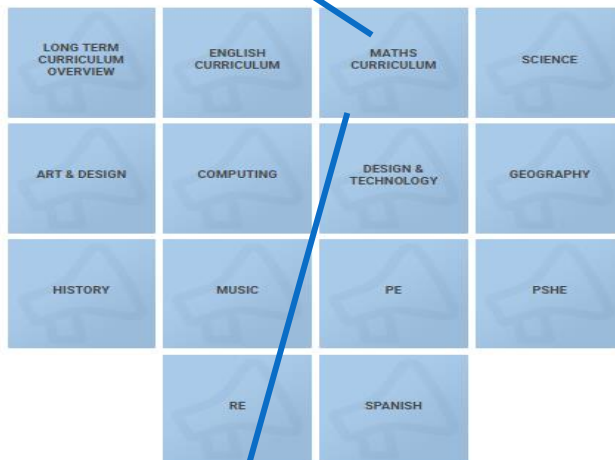 LONG TERM
CURRICULUM
OVERVIEW
ENGLISH
CURRICULUM
MATHS
CURRICULUM
SCIENCE
ART & DESIGN
COMPUTING
DESIGN &
TECHNOLOGY
GEOGRAPHY
HISTORY
MUSIC
PE
PSHE
RE
SPANISH